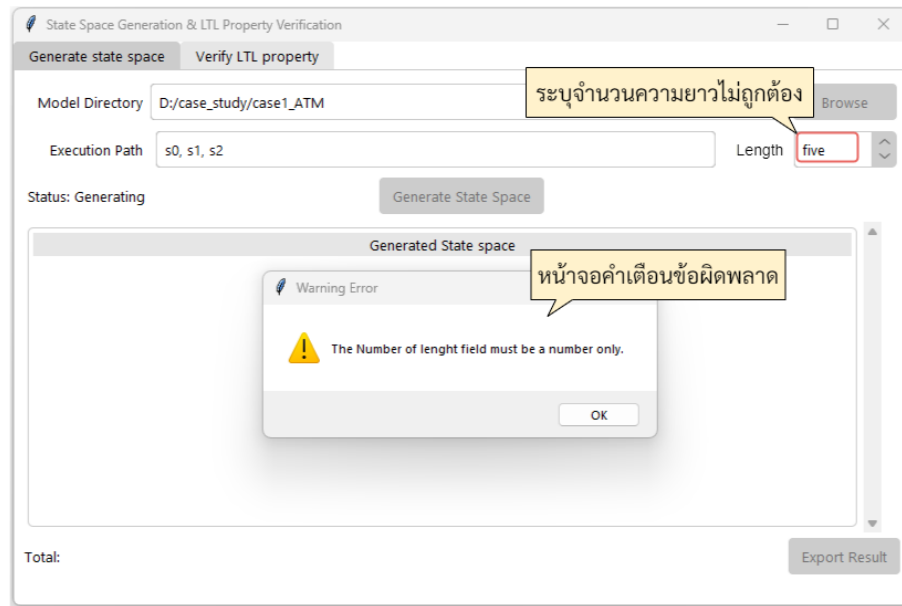 State Space Generation & LTL Property Verification
Generate state space Verify LTL property
ระบุจำนวนความยาวไม่ถูกต้อง
Model Directory D:/case_study/case1_ATM Browse
Execution Path s0, s1, s2 Length five
Status: Generating Generate State Space
Generated State space
หน้าจอคำเตือนข้อผิดพลาด
Warning Error
The Number of lenght field must be a number only.
OK
Total: Export Result